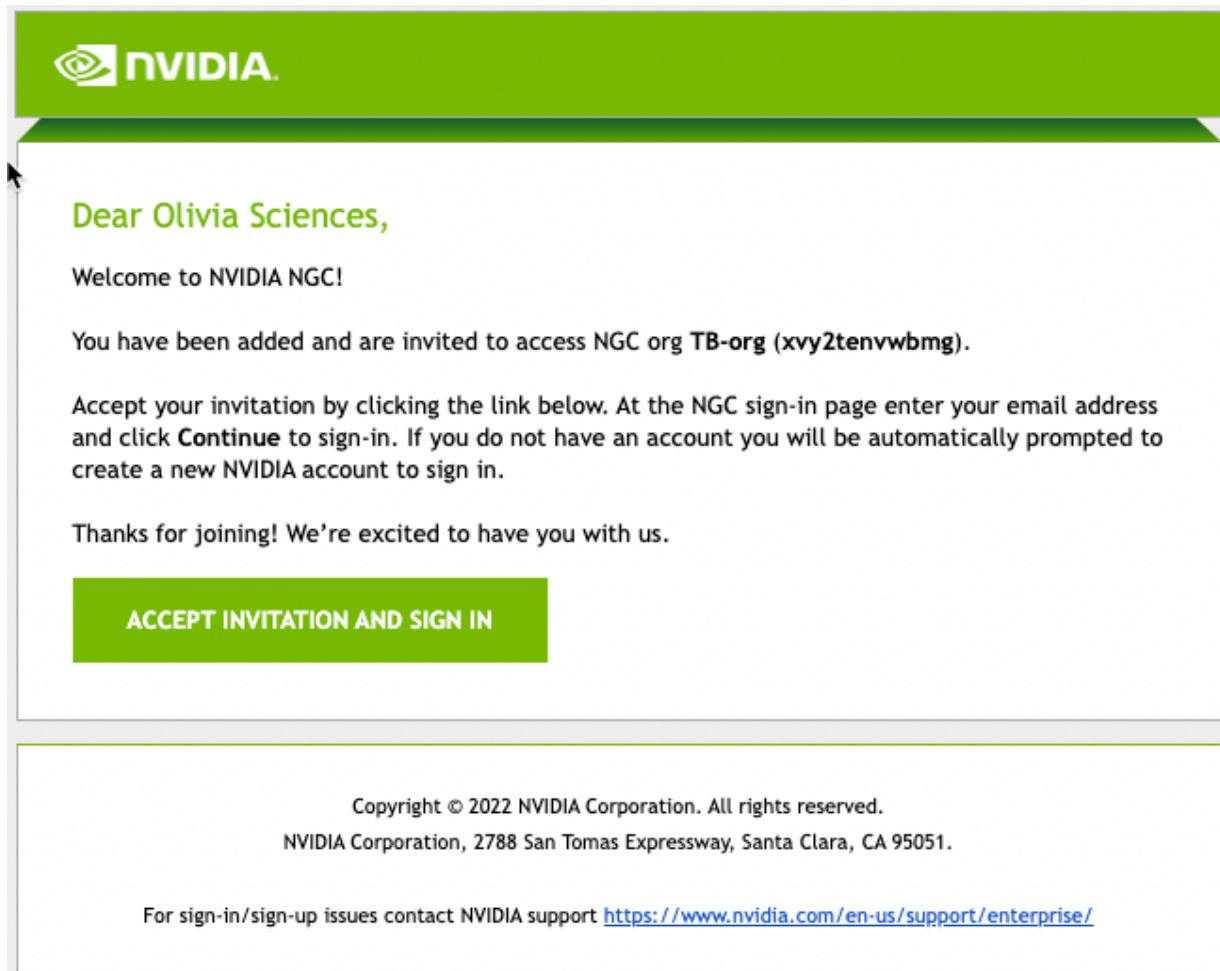 NVIDIA.
Dear Olivia Sciences,
Welcome to NVIDIA NGC!
You have been added and are invited to access NGC org TB-org (xvy2tenvwbmg).
Accept your invitation by clicking the link below. At the NGC sign-in page enter your email address
and click Continue to sign-in. If you do not have an account you will be automatically prompted to
create a new NVIDIA account to sign in.
Thanks for joining! We’re excited to have you with us.
ACCEPT INVITATION AND SIGN IN
Copyright © 2022 NVIDIA Corporation. All rights reserved.
NVIDIA Corporation, 2788 San Tomas Expressway, Santa Clara, CA 95051.
For sign-in/sign-up issues contact NVIDIA support https://www.nvidia.com/en-us/support/enterprise/